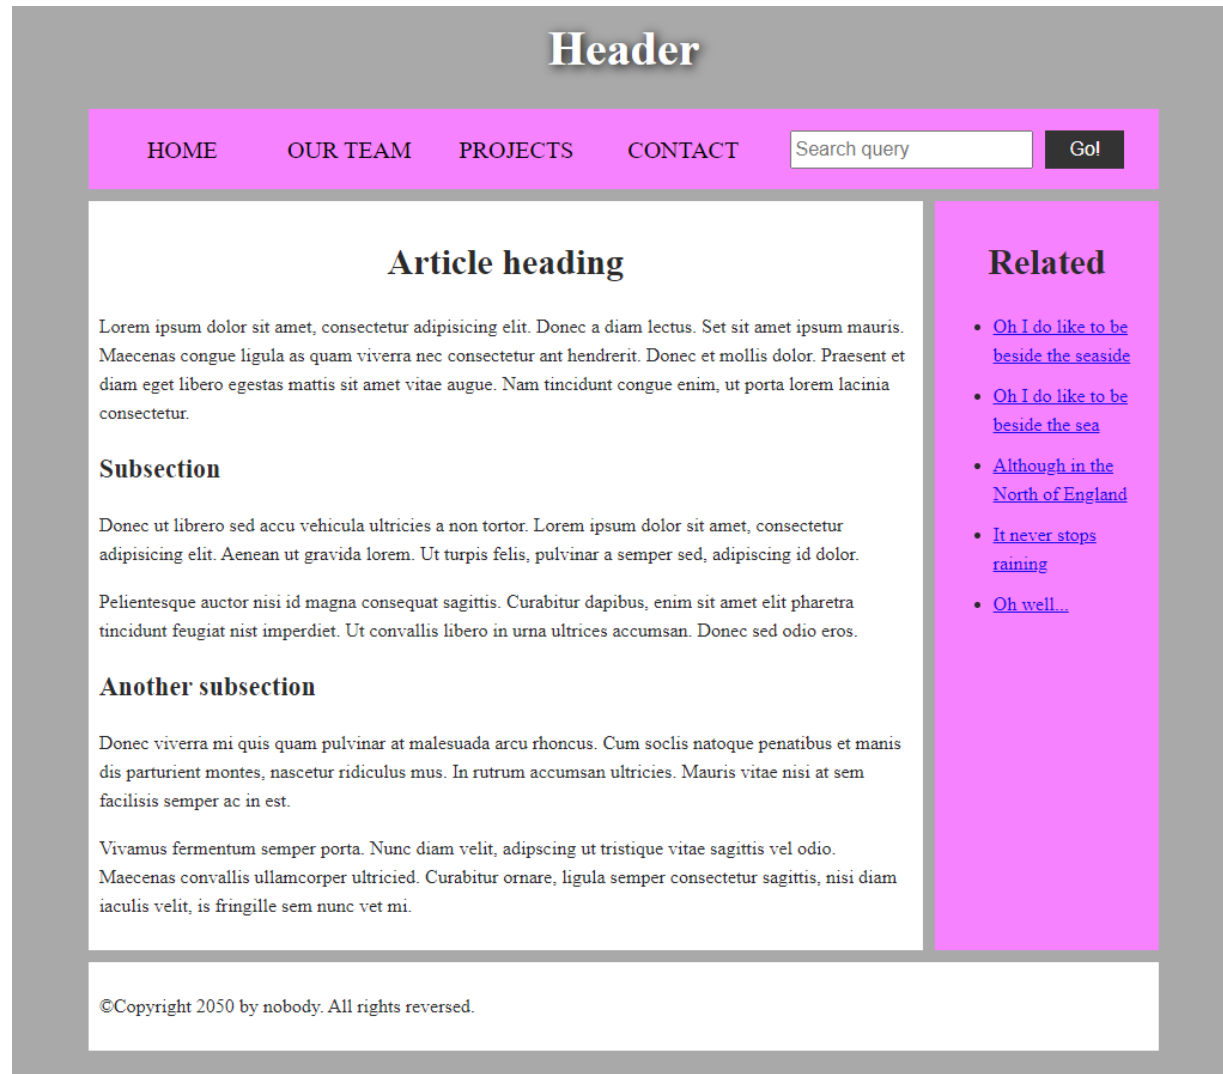 Header
HOME OUR TEAM PROJECTS CONTACT Search query Go!
Article heading
Lorem ipsum dolor sit amet, consectetur adipisicing elit. Donec a diam lectus. Set sit amet ipsum mauris.
Maecenas congue ligula as quam viverra nec consectetur ant hendrerit. Donec et mollis dolor. Praesent et
diam eget libero egestas mattis sit amet vitae augue. Nam tincidunt congue enim, ut porta lorem lacinia
consectetur.
Subsection
Donec ut librero sed accu vehicula ultricies a non tortor. Lorem ipsum dolor sit amet, consectetur
adipisicing elit. Aenean ut gravida lorem. Ut turpis felis, pulvinar a semper sed, adipiscing id dolor.
Pelientesque auctor nisi id magna consequat sagittis. Curabitur dapibus, enim sit amet elit pharetra
tincidunt feugiat nist imperdiet. Ut convallis libero in urna ultrices accumsan. Donec sed odio eros.
Another subsection
Donec viverra mi quis quam pulvinar at malesuada arcu rhoncus. Cum soclis natoque penatibus et manis
dis parturient montes, nascetur ridiculus mus. In rutrum accumsan ultricies. Mauris vitae nisi at sem
facilisis semper ac in est.
Vivamus fermentum semper porta. Nunc diam velit, adipscing ut tristique vitae sagittis vel odio.
Maecenas convallis ullamcorper ultricied. Curabitur ornare, ligula semper consectetur sagittis, nisi diam
iaculis velit, is fringille sem nunc vet mi.
Related
• Oh I do like to be
beside the seaside
• Oh I do like to be
beside the sea
• Although in the
North of England
• It never stops
raining
• Oh well...
©Copyright 2050 by nobody. All rights reversed.